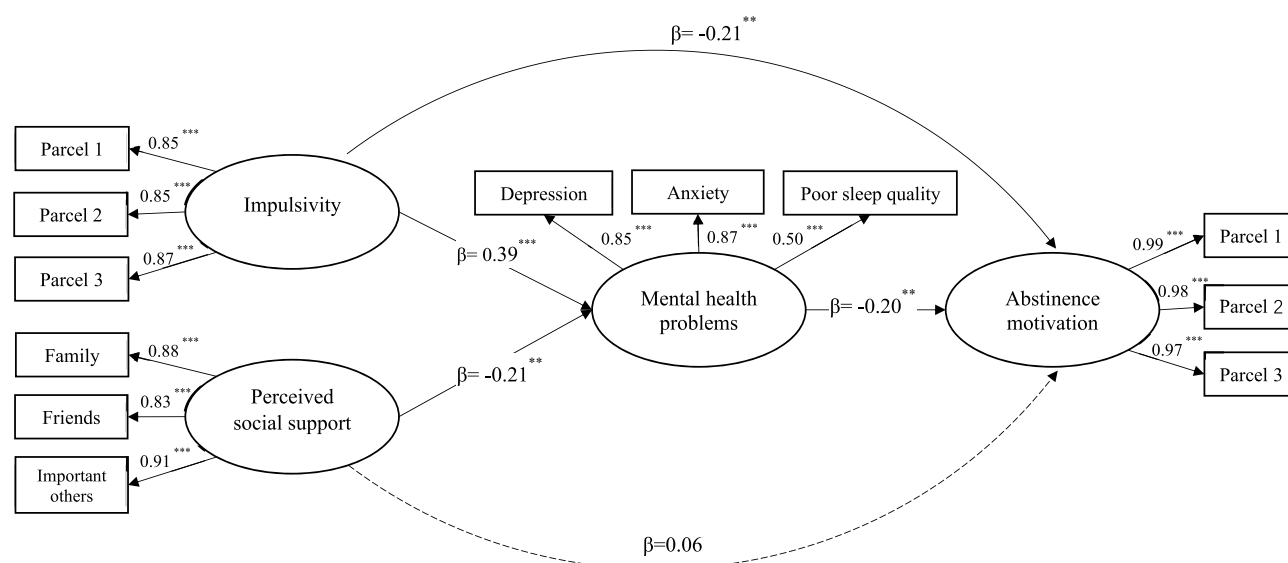 β= -0.21**
Parcel 1
0.85***
Parcel 2
0.85***
Parcel 3
0.87***
Impulsivity
Depression
Anxiety
Poor sleep quality
0.85***
0.87***
0.50***
β= 0.39***
Mental health
problems
β= -0.20**
β= -0.21**
Abstinence
motivation
0.99***
Parcel 1
0.98***
Parcel 2
0.97***
Parcel 3
Family
0.88***
Friends
0.83***
Important
others
0.91***
Perceived
social support
β=0.06